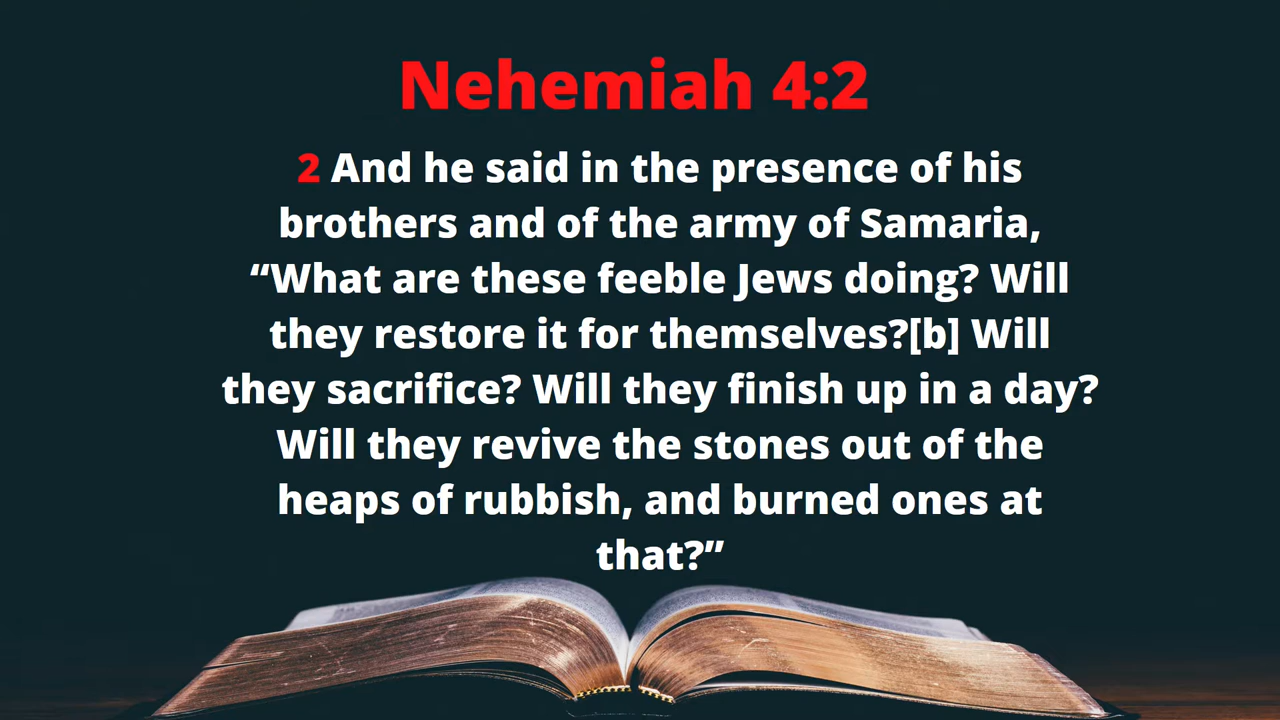 Nehemiah 4:2
2 And he said in the presence of his
brothers and of the army of Samaria,
“What are these feeble Jews doing? Will
they restore it for themselves?[b] Will
they sacrifice? Will they finish up in a day?
Will they revive the stones out of the
heaps of rubbish, and burned ones at
that?”